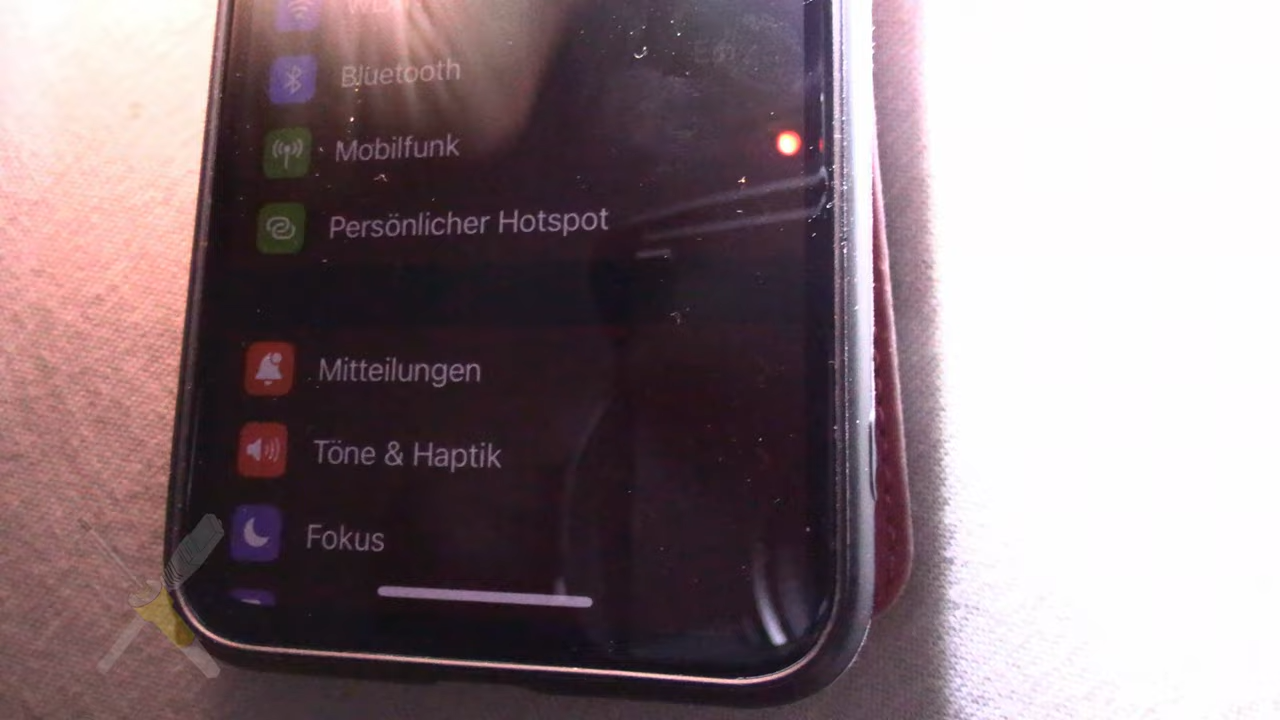 Bluetooth
Mobilfunk
Persönlicher Hotspot
Mitteilungen
Töne & Haptik
Fokus